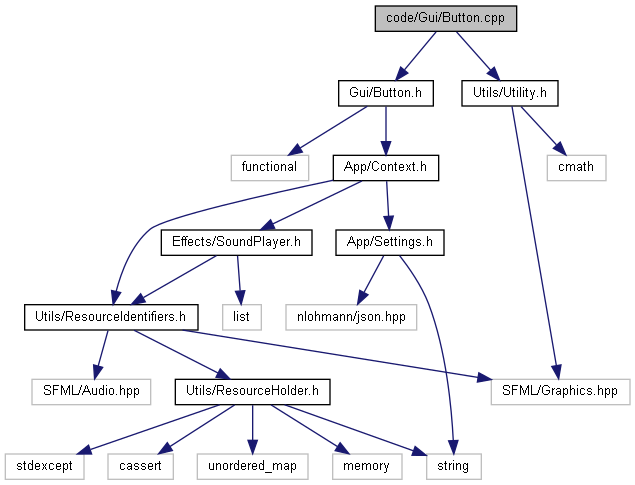 code/Gui/Button.cpp
Gui/Button.h
Utils/Utility.h
functional
App/Context.h
cmath
Effects/SoundPlayer.h
App/Settings.h
Utils/ResourceIdentifiers.h
list
nlohmann/json.hpp
SFML/Audio.hpp
Utils/ResourceHolder.h
SFML/Graphics.hpp
stdexcept
cassert
unordered_map
memory
string